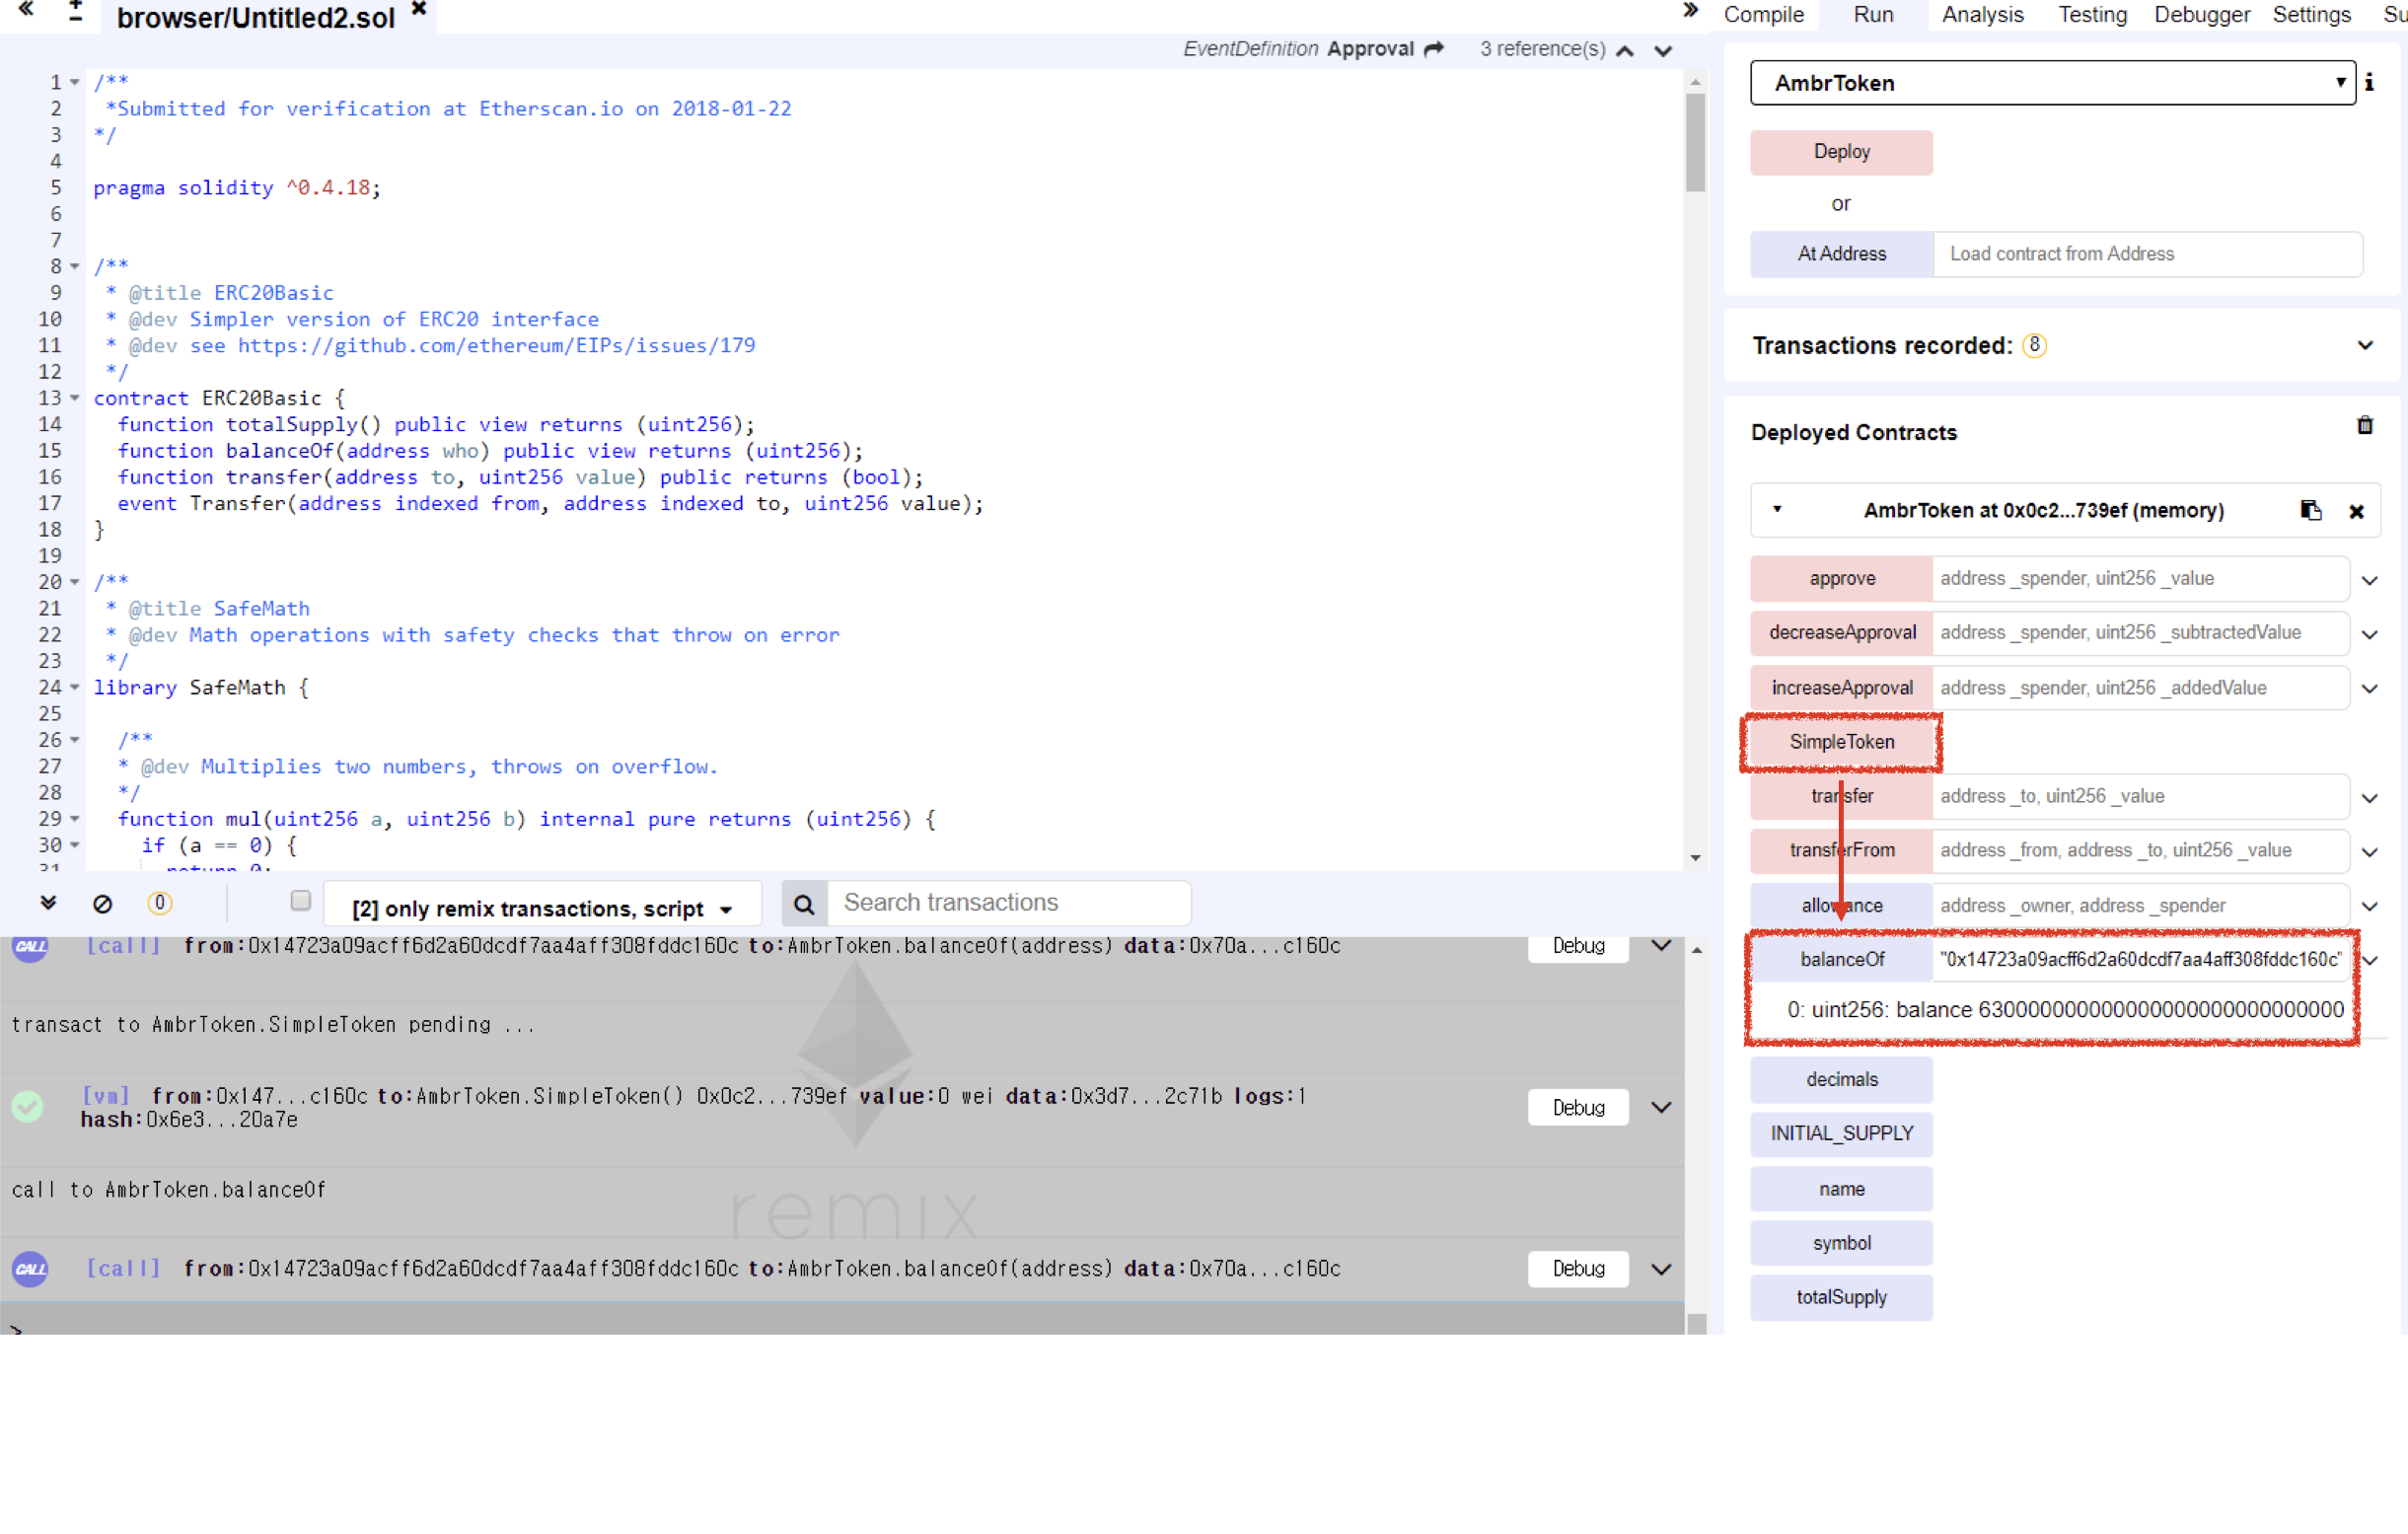 browser/Untitled2.sol
EventDefinition Approval 3 reference(s)
1 /**
2 *Submitted for verification at Etherscan.io on 2018-01-22
3 */
4
5 pragma solidity ^0.4.18;
6
7
8 /**
9 * @title ERC20Basic
10 * @dev Simpler version of ERC20 interface
11 * @dev see https://github.com/ethereum/EIPs/issues/179
12 */
13 contract ERC20Basic {
14 function totalSupply() public view returns (uint256);
15 function balanceOf(address who) public view returns (uint256);
16 function transfer(address to, uint256 value) public returns (bool);
17 event Transfer(address indexed from, address indexed to, uint256 value);
18 }
19
20 /**
21 * @title SafeMath
22 * @dev Math operations with safety checks that throw on error
23 */
24 library SafeMath {
25
26 /**
27 * @dev Multiplies two numbers, throws on overflow.
28 */
29 function mul(uint256 a, uint256 b) internal pure returns (uint256) {
30 if (a == 0) {
31 return 0;
0
[2] only remix transactions, script
Search transactions
CALL [call] from:0x14723a09acff6d2a60dcdf7aa4aff308fddc160c to:AmbrToken.balanceOf(address) data:0x70a...c160c Debug
transact to AmbrToken.SimpleToken pending ...
[vm] from:0x147...c160c to:AmbrToken.SimpleToken() 0x0c2...739ef value:0 wei data:0x3d7...2c71b logs:1 Debug
hash:0x6e3...20a7e
call to AmbrToken.balanceOf
remix
CALL [call] from:0x14723a09acff6d2a60dcdf7aa4aff308fddc160c to:AmbrToken.balanceOf(address) data:0x70a...c160c Debug
>
Compile Run Analysis Testing Debugger Settings Su
AmbrToken
Deploy
or
At Address Load contract from Address
Transactions recorded: 8
Deployed Contracts
AmbrToken at 0x0c2...739ef (memory)
approve address _spender, uint256 _value
decreaseApproval address _spender, uint256 _subtractedValue
increaseApproval address _spender, uint256 _addedValue
SimpleToken
transfer address _to, uint256 _value
transferFrom address _from, address _to, uint256 _value
allowance address _owner, address _spender
balanceOf "0x14723a09acff6d2a60dcdf7aa4aff308fddc160c"
0: uint256: balance 630000000000000000000000000000
decimals
INITIAL_SUPPLY
name
symbol
totalSupply